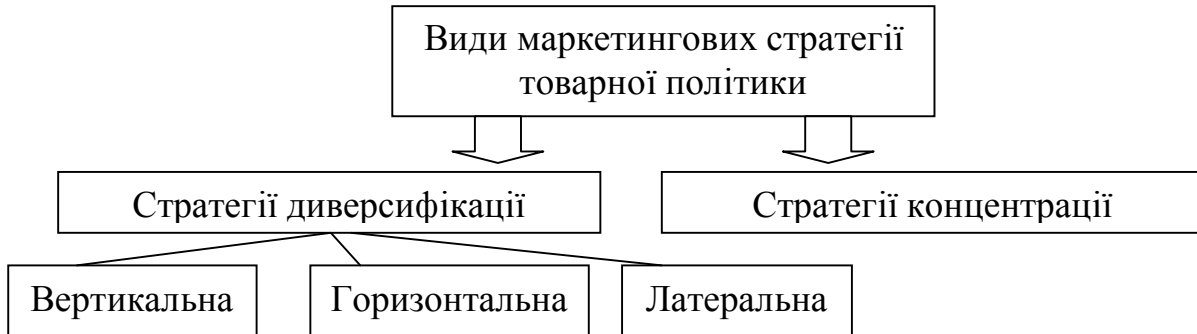 Види маркетингових стратегії
товарної політики
Стратегії диверсифікації
Стратегії концентрації
Вертикальна
Горизонтальна
Латеральна